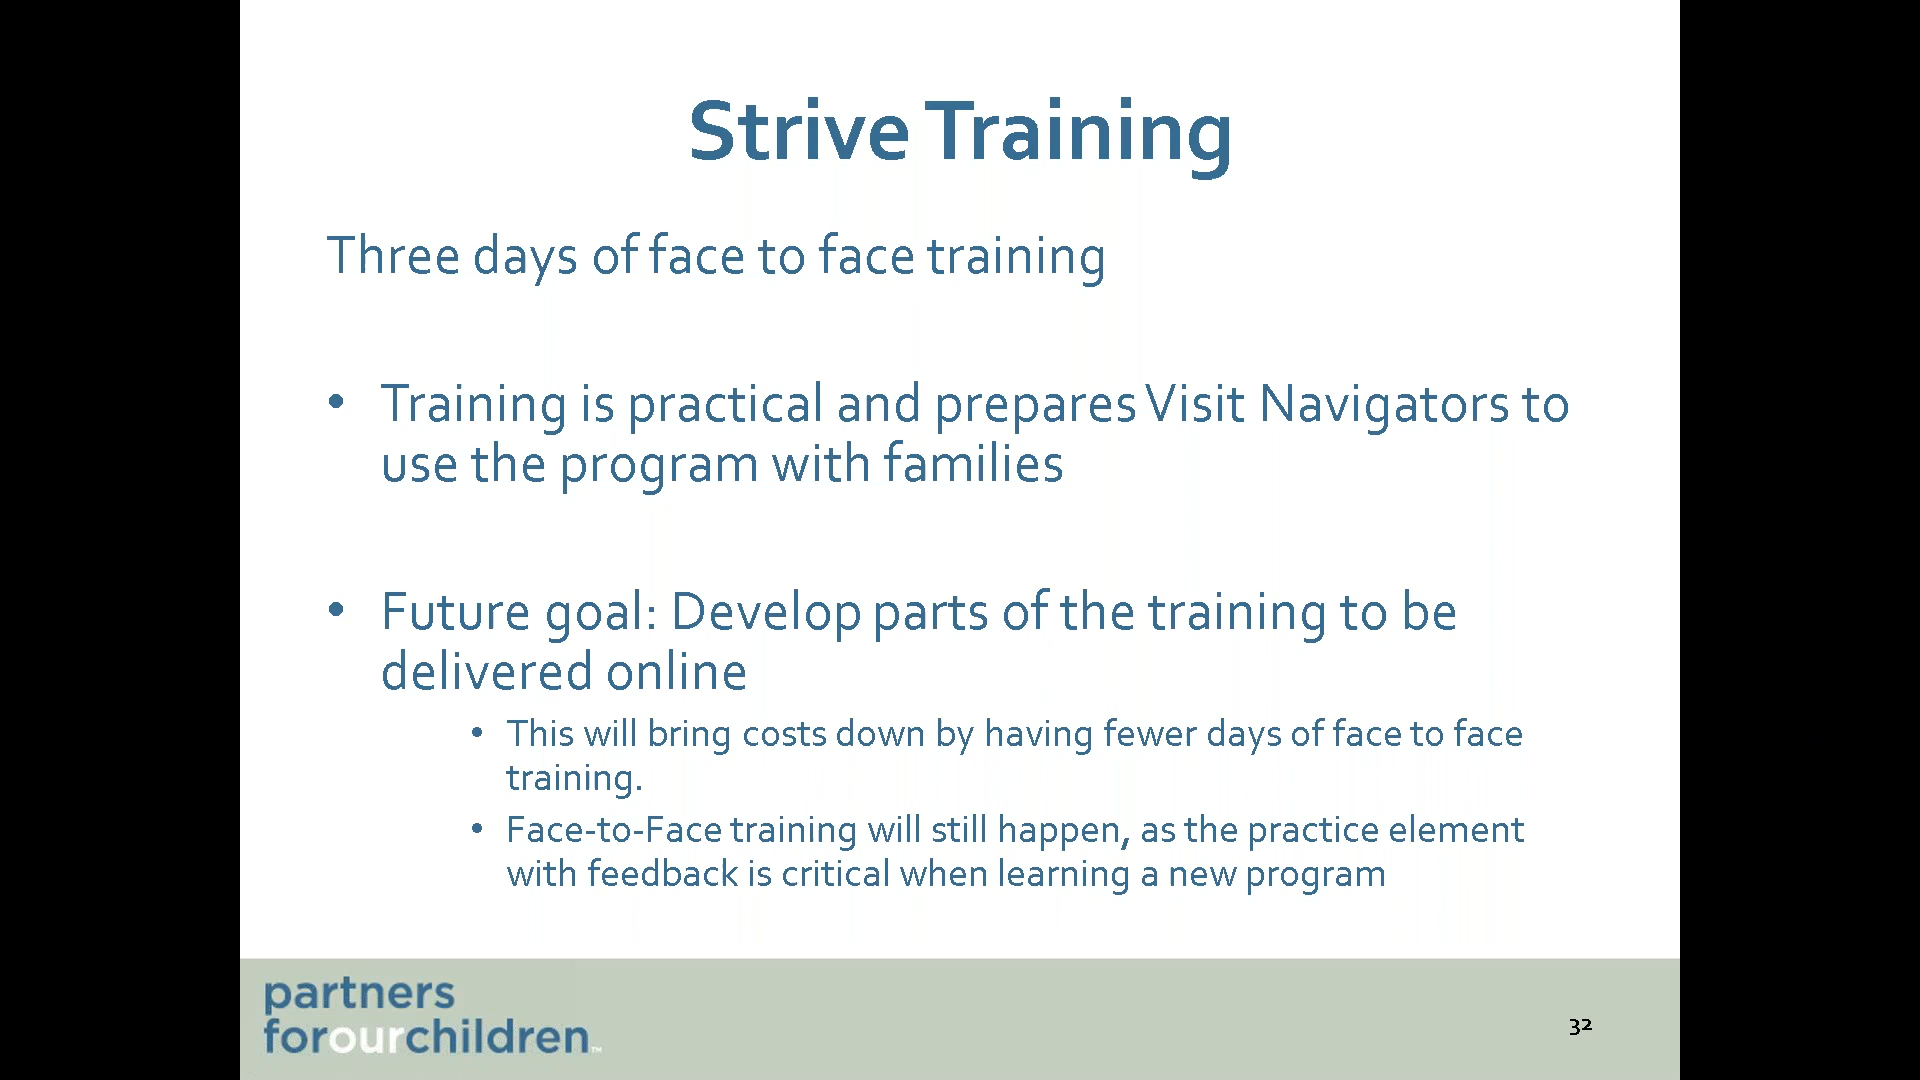 Strive Training
Three days of face to face training
• Training is practical and prepares Visit Navigators to
use the program with families
• Future goal: Develop parts of the training to be
delivered online
• This will bring costs down by having fewer days of face to face
training.
• Face-to-Face training will still happen, as the practice element
with feedback is critical when learning a new program
partners
forourchildren™
32